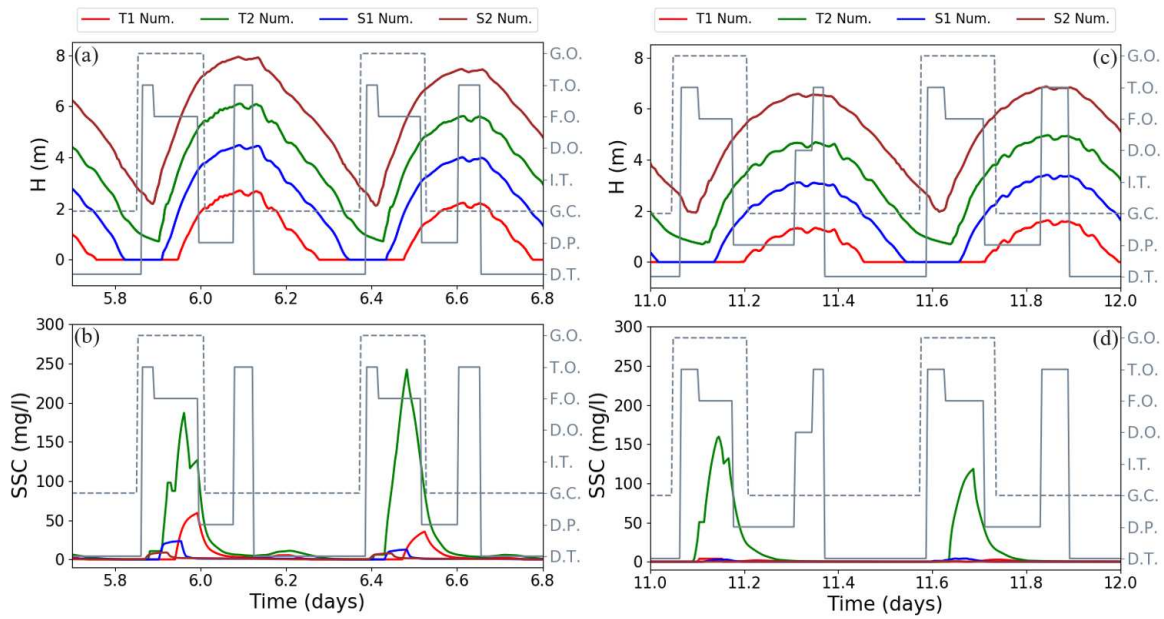 T1 Num. T2 Num. S1 Num. S2 Num.
T1 Num. T2 Num. S1 Num. S2 Num.
(a)
H (m)
8
6
4
2
0
G.O.
T.O.
F.O.
D.O.
I.T.
G.C.
D.P.
D.T.
5.8 6.0 6.2 6.4 6.6 6.8
(c)
H (m)
8
6
4
2
0
G.O.
T.O.
F.O.
D.O.
I.T.
G.C.
D.P.
D.T.
11.0 11.2 11.4 11.6 11.8 12.0
(b)
SSC (mg/l)
300
250
200
150
100
50
0
G.O.
T.O.
F.O.
D.O.
I.T.
G.C.
D.P.
D.T.
5.8 6.0 6.2 6.4 6.6 6.8
Time (days)
(d)
SSC (mg/l)
300
250
200
150
100
50
0
G.O.
T.O.
F.O.
D.O.
I.T.
G.C.
D.P.
D.T.
11.0 11.2 11.4 11.6 11.8 12.0
Time (days)